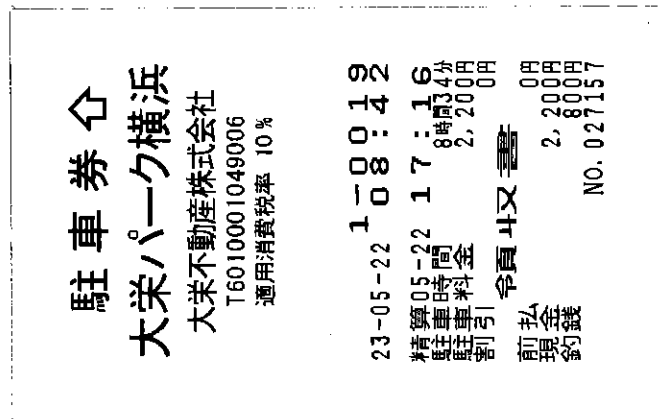 駐車券⇧
大栄パーク横浜
大栄不動産株式会社
T6010001049006
適用消費税率 10%
1-0019
23-05-22 08:42
精算05-22 17:16
駐車時間 8時間34分
駐車料金 2,200円
割引 0円
領収書
前払 0円
現金 2,200円
釣銭 800円
NO.027157